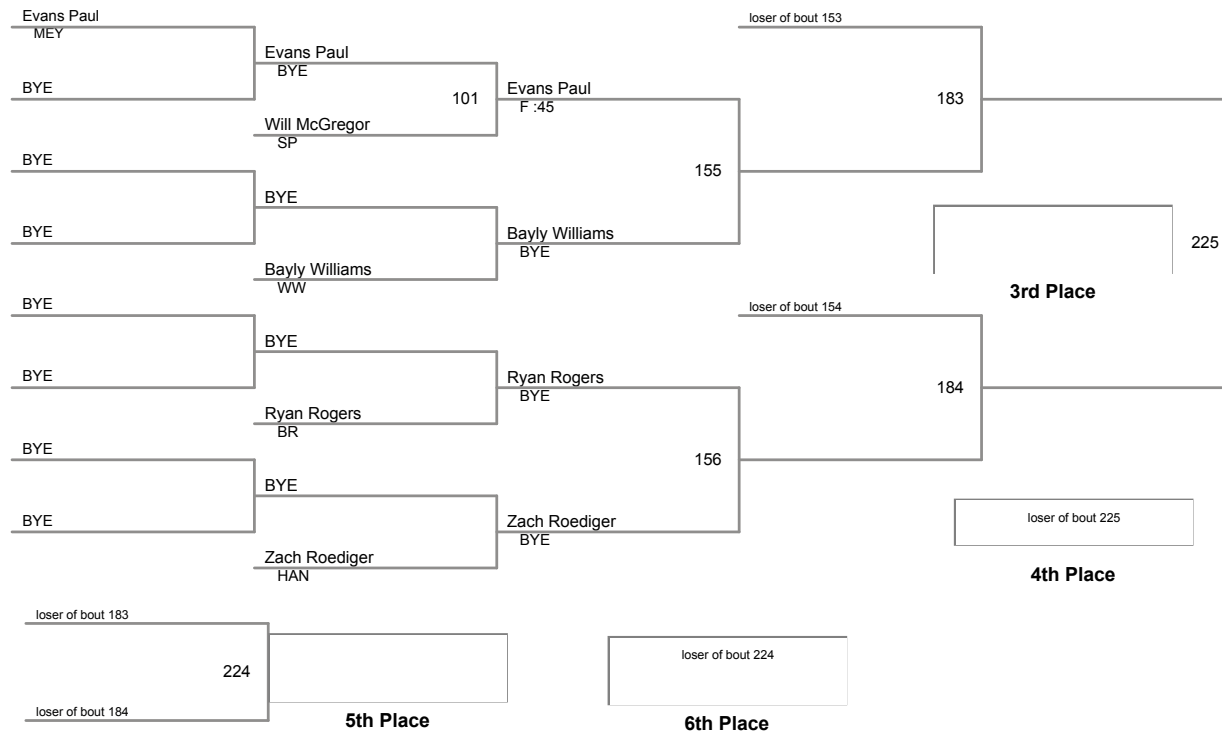 Evans Paul
MEY
loser of bout 153
Evans Paul
BYE
BYE
101
Evans Paul
F :45
183
Will McGregor
SP
BYE
155
BYE
BYE
Bayly Williams
BYE
225
Bayly Williams
WW
3rd Place
BYE
loser of bout 154
BYE
BYE
Ryan Rogers
BYE
184
Ryan Rogers
BR
BYE
156
BYE
BYE
Zach Roediger
BYE
loser of bout 225
Zach Roediger
HAN
4th Place
loser of bout 183
loser of bout 224
224
loser of bout 184
5th Place
6th Place